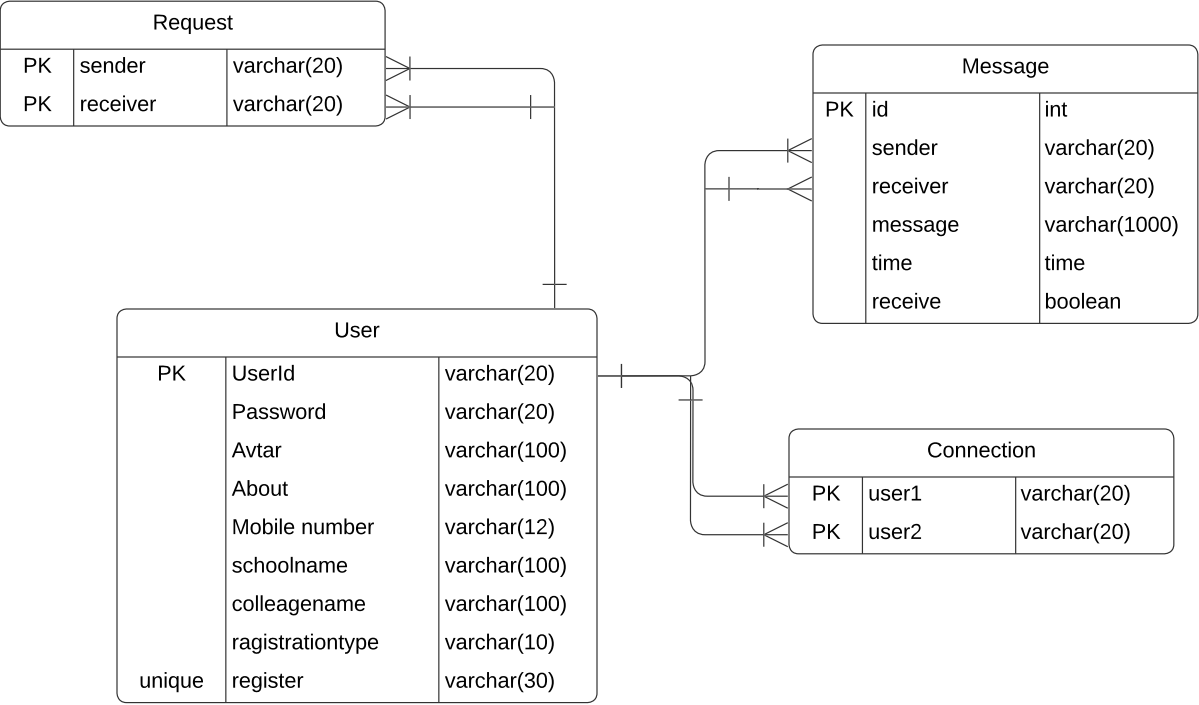 Request
PK sender varchar(20)
PK receiver varchar(20)
Message
PK id int
sender varchar(20)
receiver varchar(20)
message varchar(1000)
time time
receive boolean
User
PK UserId varchar(20)
Password varchar(20)
Avtar varchar(100)
About varchar(100)
Mobile number varchar(12)
schoolname varchar(100)
colleagename varchar(100)
ragistrationtype varchar(10)
unique register varchar(30)
Connection
PK user1 varchar(20)
PK user2 varchar(20)